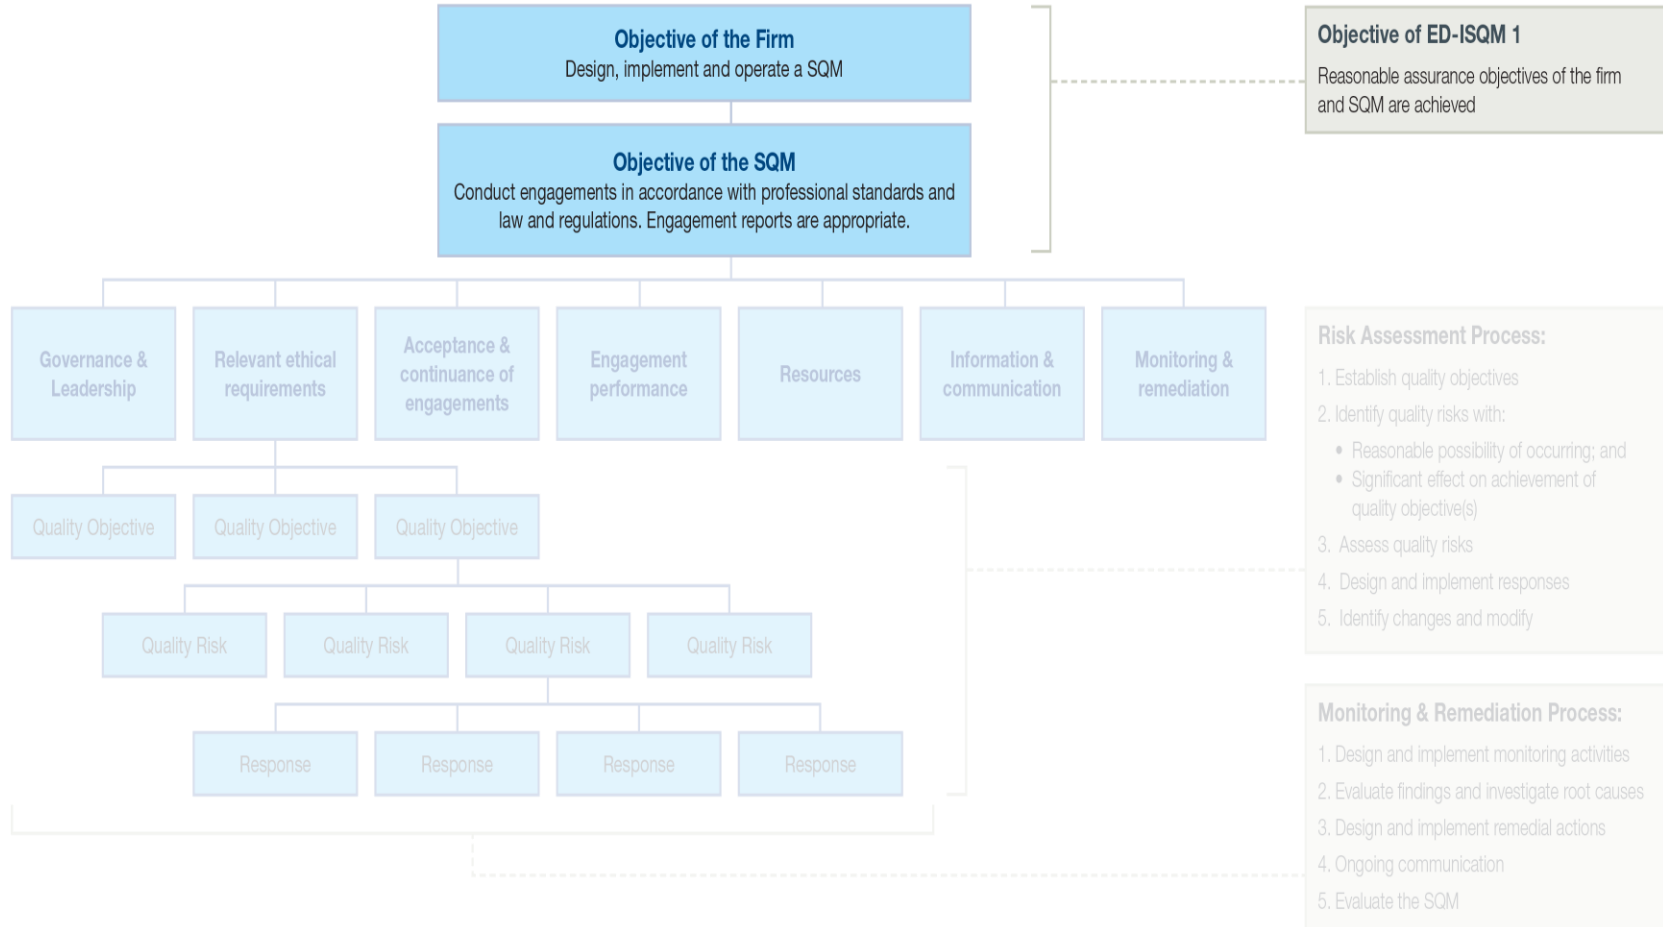 Objective of the Firm
Design, implement and operate a SQM
Objective of ED-ISQM 1
Reasonable assurance objectives of the firm
and SQM are achieved
Objective of the SQM
Conduct engagements in accordance with professional standards and
law and regulations. Engagement reports are appropriate.
Governance &
Leadership
Relevant ethical
requirements
Acceptance &
continuance of
engagements
Engagement
performance
Resources
Information &
communication
Monitoring &
remediation
Quality Objective
Quality Objective
Quality Objective
Quality Risk
Quality Risk
Quality Risk
Quality Risk
Response
Response
Response
Response
Risk Assessment Process:
1. Establish quality objectives
2. Identify quality risks with:
• Reasonable possibility of occurring; and
• Significant effect on achievement of
quality objective(s)
3. Assess quality risks
4. Design and implement responses
5. Identify changes and modify
Monitoring & Remediation Process:
1. Design and implement monitoring activities
2. Evaluate findings and investigate root causes
3. Design and implement remedial actions
4. Ongoing communication
5. Evaluate the SQM